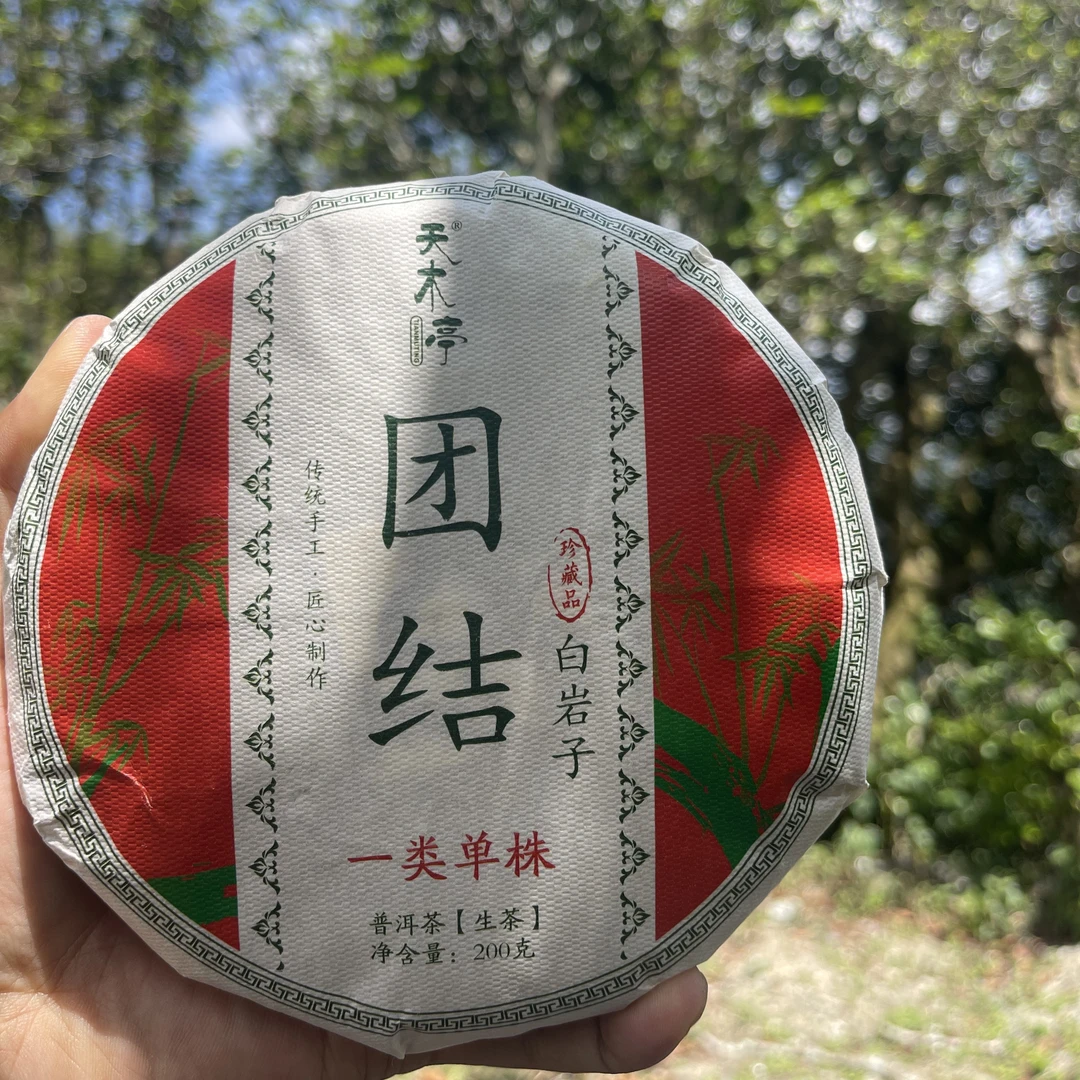 天木亭®
TIANMUTING
团结
传统手工·匠心制作
珍藏品
白岩子
一类单株
普洱茶【生茶】
净含量：200克